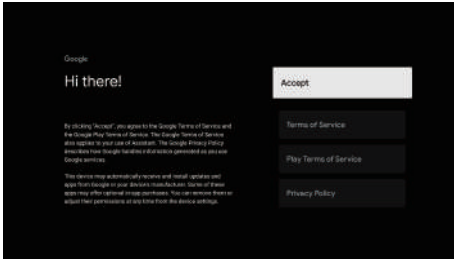 Google
Hi there!
By clicking "Accept", you agree to the Google Terms of Service and
the Google Play Terms of Service. The Google Terms of Service
also applies to your use of Assistant. The Google Privacy Policy
describes how Google handles information generated as you use
Google services.
This device may automatically receive and install updates and
apps from Google or your device's manufacturer. Some of these
apps may offer optional in-app purchases. You can remove them or
adjust their permissions at any time from the device settings.
Accept
Terms of Service
Play Terms of Service
Privacy Policy